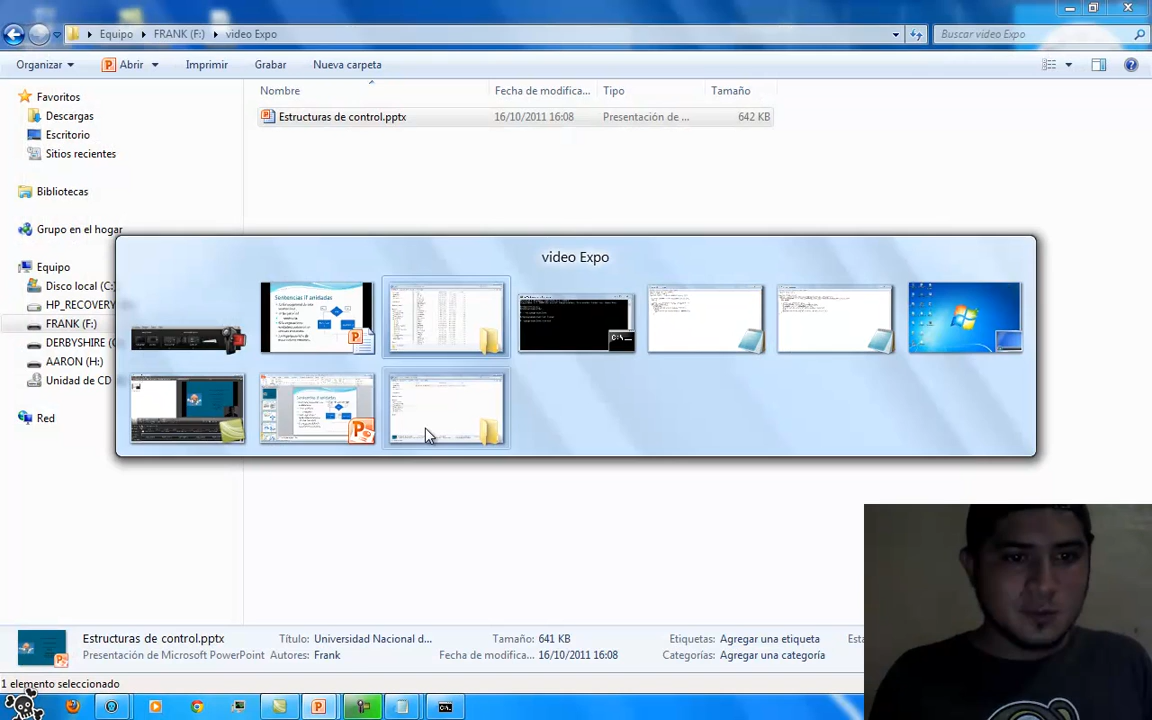 Equipo FRANK (F:) video Expo
Buscar video Expo
Organizar Abrir Imprimir Grabar Nueva carpeta
Nombre Fecha de modifica... Tipo Tamaño
Estructuras de control.pptx 16/10/2011 16:08 Presentación de ... 642 KB
Favoritos
Descargas
Escritorio
Sitios recientes
Bibliotecas
Grupo en el hogar
Equipo
Disco local (C:
HP_RECOVERY
FRANK (F:)
DERBYSHIRE (
AARON (H:)
Unidad de CD
Red
video Expo
Sentencias if anidadas
C:\...
Estructuras de control.pptx Título: Universidad Nacional d... Tamaño: 641 KB Etiquetas: Agregar una etiqueta Esta
Presentación de Microsoft PowerPoint Autores: Frank Fecha de modifica... 16/10/2011 16:08 Categorías: Agregar una categoría
1 elemento seleccionado